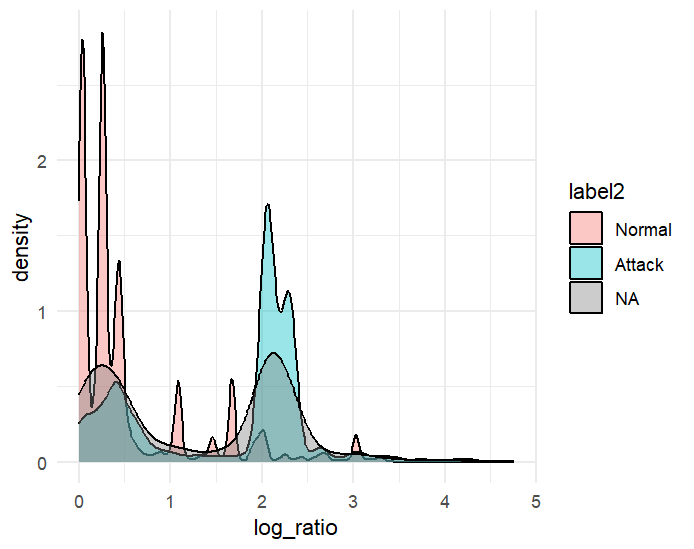 density
2
1
0
0
1
2
3
4
5
log_ratio
label2
Normal
Attack
NA